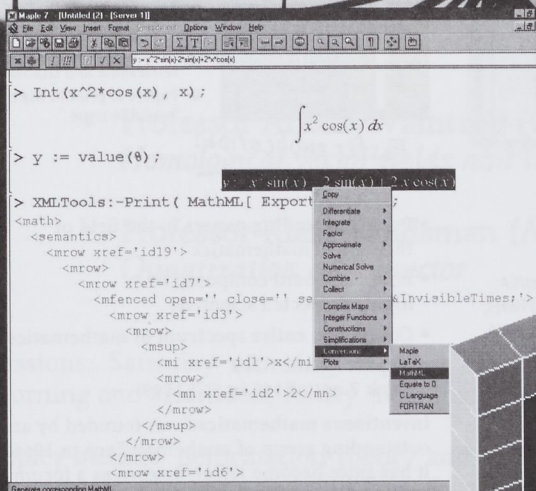 Maple 7 - [Untitled (2) - [Server 1]]
File Edit View Insert Format Spreadsheet Options Window Help
y := x^2*sin(x)-2*sin(x)+2*x*cos(x)
> Int(x^2*cos(x), x);
∫x² cos(x) dx
> y := value(%);
y := x² sin(x) - 2 sin(x) + 2 x cos(x)
> XMLTools:-Print( MathML[ Export
;
<math>
<semantics>
<mrow xref='id19'>
<mrow>
<mrow xref='id7'>
<mfenced open='' close='' se
&InvisibleTimes;'>
<mrow xref='id3'>
<mrow>
<msup>
<mi xref='id1'>x</mi
<mrow>
<mn xref='id2'>2</mn>
</mrow>
</msup>
</mrow>
</mrow>
<mrow xref='id6'>
Copy
Differentiate
Integrate
Factor
Approximate
Solve
Numerical Solve
Combine
Collect
Complex Maps
Integer Functions
Constructions
Simplifications
Conversions
Plots
Maple
LaTeX
MathML
Equate to 0
C Language
FORTRAN
Generate corresponding MathML